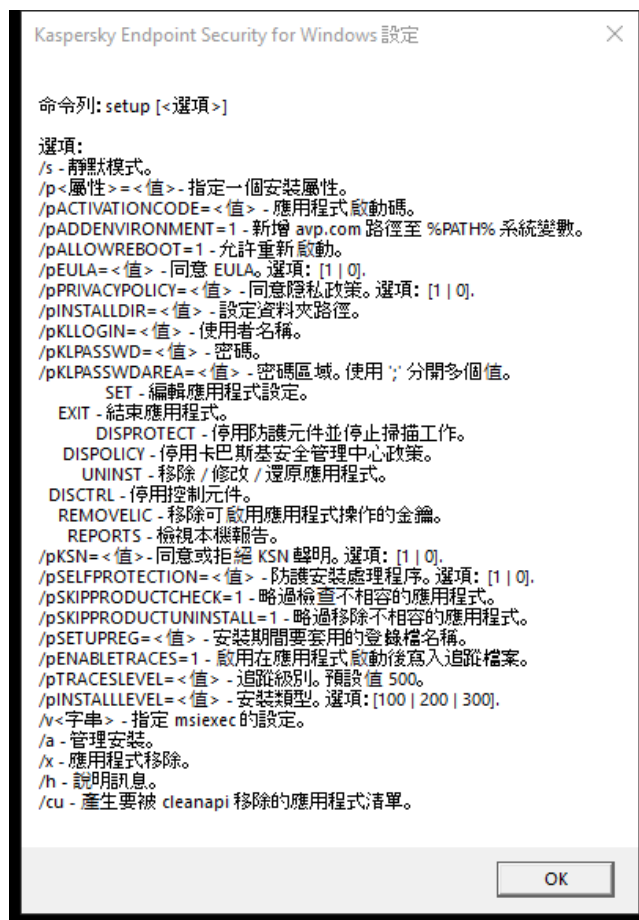 Kaspersky Endpoint Security for Windows 設定
命令列: setup [<選項>]
選項:
/s - 靜默模式。
/p<屬性>=<值> - 指定一個安裝屬性。
/pACTIVATIONCODE=<值> - 應用程式啟動碼。
/pADDENVIRONMENT=1 - 新增 avp.com 路徑至 %PATH% 系統變數。
/pALLOWREBOOT=1 - 允許重新啟動。
/pEULA=<值> - 同意 EULA。選項: [1 | 0].
/pPRIVACYPOLICY=<值> - 同意隱私政策。選項: [1 | 0].
/pINSTALLDIR=<值> - 設定資料夾路徑。
/pKLLOGIN=<值> - 使用者名稱。
/pKLPASSWD=<值> - 密碼。
/pKLPASSWDAREA=<值> - 密碼區域。使用 ';' 分開多個值。
SET - 編輯應用程式設定。
EXIT - 結束應用程式。
DISPROTECT - 停用防護元件並停止掃描工作。
DISPOLICY - 停用卡巴斯基安全管理中心政策。
UNINST - 移除 / 修改 / 還原應用程式。
DISCTRL - 停用控制元件。
REMOVELIC - 移除可啟用應用程式操作的金鑰。
REPORTS - 檢視本機報告。
/pKSN=<值> - 同意或拒絕 KSN 聲明。選項: [1 | 0].
/pSELFPROTECTION=<值> - 防護安裝處理程序。選項: [1 | 0].
/pSKIPPRODUCTCHECK=1 - 略過檢查不相容的應用程式。
/pSKIPPRODUCTUNINSTALL=1 - 略過移除不相容的應用程式。
/pSETUPREG=<值> - 安裝期間要套用的登錄檔名稱。
/pENABLETRACES=1 - 啟用在應用程式啟動後寫入追蹤檔案。
/pTRACESLEVEL=<值> - 追蹤級別。預設值 500。
/pINSTALLLEVEL=<值> - 安裝類型。選項:[100 | 200 | 300].
/v<字串> - 指定 msiexec 的設定。
/a - 管理安裝。
/x - 應用程式移除。
/h - 說明訊息。
/cu - 產生要被 cleanapi 移除的應用程式清單。
OK